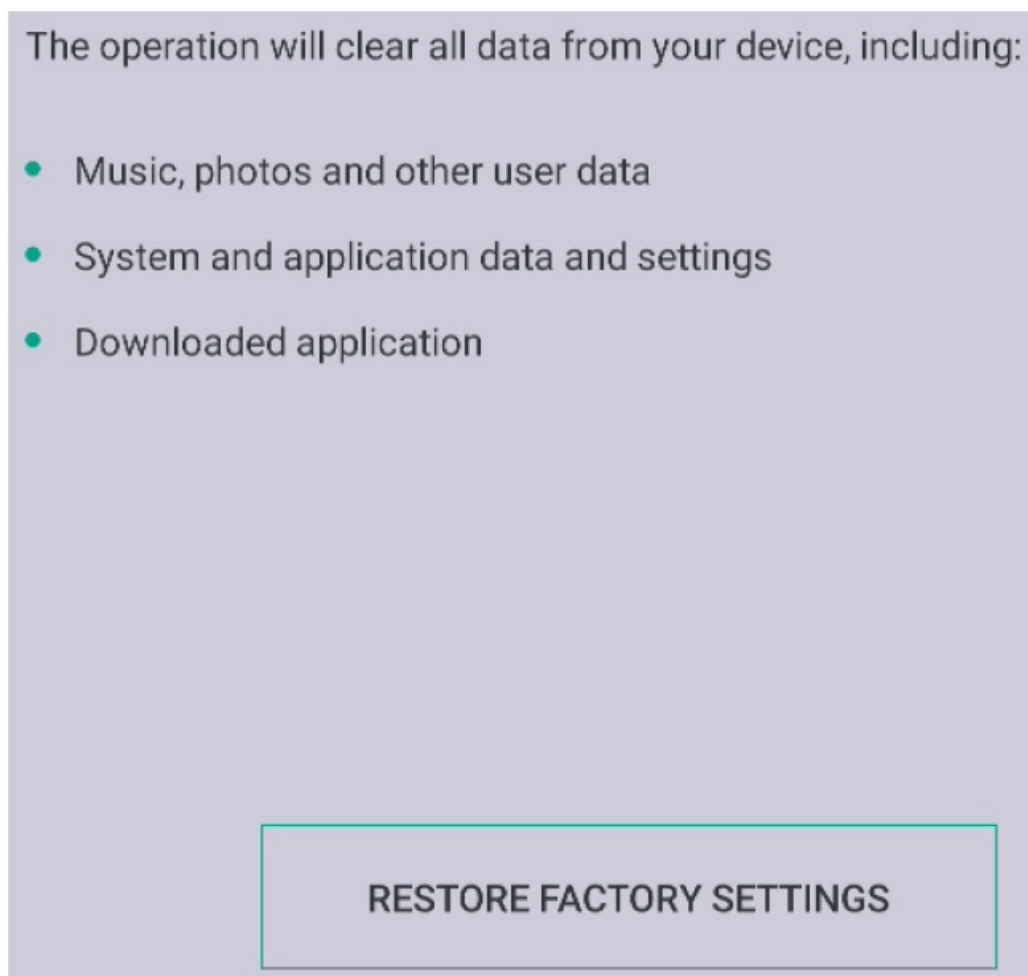 The operation will clear all data from your device, including:
Music, photos and other user data
System and application data and settings
Downloaded application
RESTORE FACTORY SETTINGS